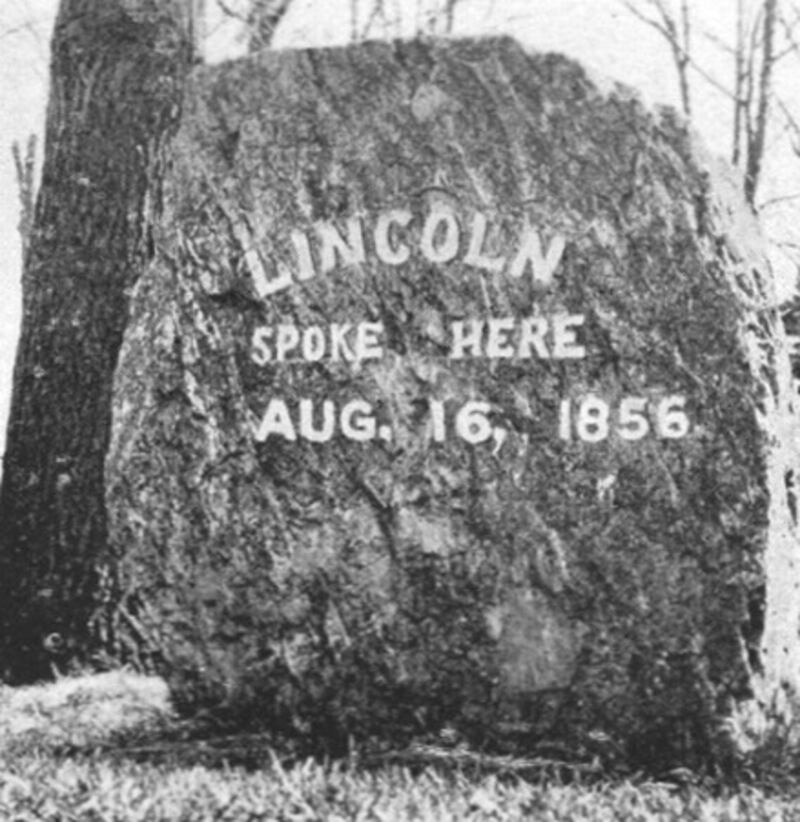 LINCOLN
SPOKE HERE
AUG. 16, 1856.